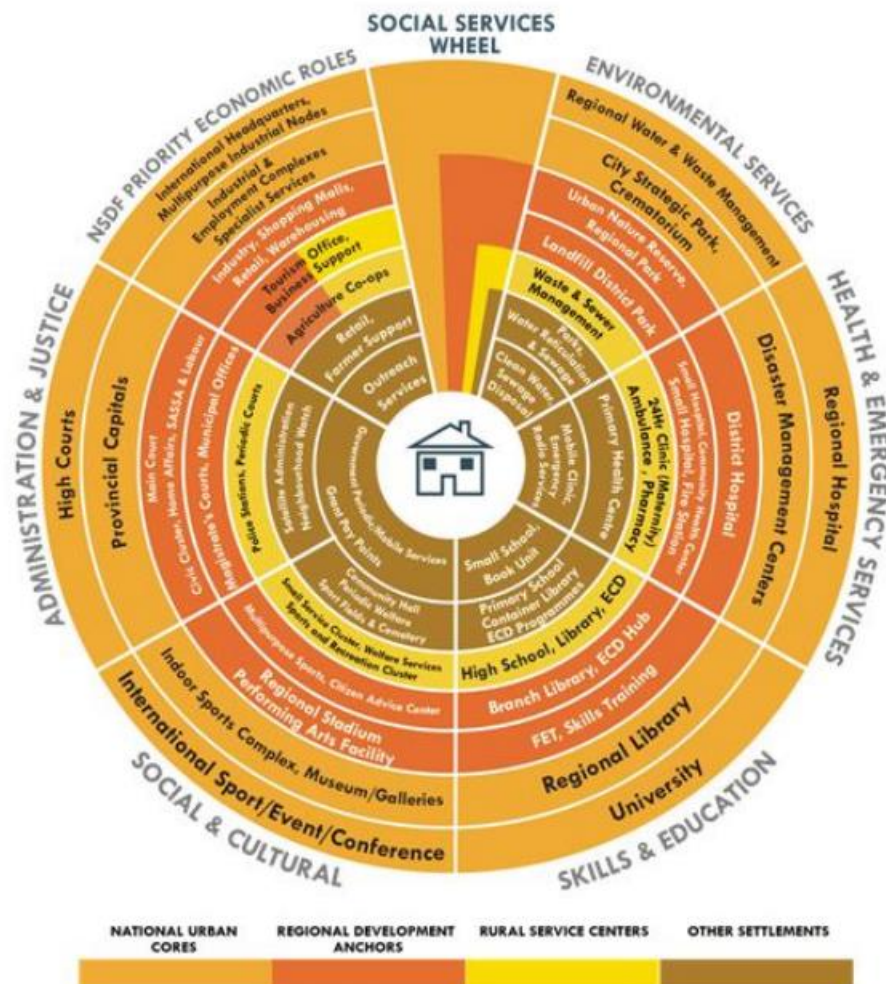 SOCIAL SERVICES
WHEEL
ENVIRONMENTAL SERVICES
Regional Water & Waste Management
City Strategic Park,
Crematorium
Urban Nature Reserve,
Regional Park
Landfill District Park
Waste & Sewer
Management
Parks,
Water Reticulation
& Sewage
Clean Water,
Sewage
Disposal
HEALTH & EMERGENCY SERVICES
Regional Hospital
Disaster Management Centers
District Hospital
Small Hospital, Community Health Center
Small Hospital, Fire Station
24Hr Clinic (Maternity)
Ambulance , Pharmacy
Primary Health Centre
Mobile Clinic,
Emergency
Radio Services
SKILLS & EDUCATION
University
Regional Library
FET, Skills Training
Branch Library, ECD Hub
High School, Library, ECD
Primary School
Container Library
ECD Programmes
Small School,
Book Unit
SOCIAL & CULTURAL
International Sport/Event/Conference
Indoor Sports Complex, Museum/Galleries
Regional Stadium
Performing Arts Facility
Multipurpose Sports, Citizen Advice Center
Small Service Cluster, Welfare Services
Sports and Recreation Cluster
Community Hall
Periodic Welfare
Sport Fields & Cemetery
Government Periodic/Mobile Services
Grant Pay Points
ADMINISTRATION & JUSTICE
High Courts
Provincial Capitals
Main Court
Civic Cluster, Home Affairs, SASSA & Labour
Magistrate's Courts, Municipal Offices
Police Stations, Periodic Courts
Satellite Administration
Neighbourhood Watch
NSDF PRIORITY ECONOMIC ROLES
International Headquarters,
Multipurpose Industrial Nodes
Industrial &
Employment Complexes
Specialist Services
Industry, Shopping Malls,
Retail, Warehousing
Tourism Office,
Business Support
Agriculture Co-ops
Retail,
Farmer Support
Outreach
Services
NATIONAL URBAN
CORES
REGIONAL DEVELOPMENT
ANCHORS
RURAL SERVICE CENTERS
OTHER SETTLEMENTS